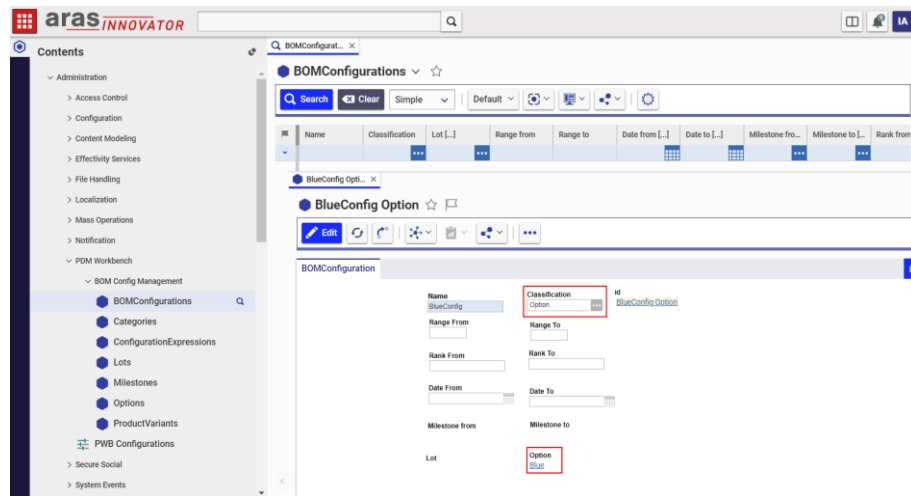 aras INNOVATOR
IA
Contents
BOMConfigurat... ×
Administration
BOMConfigurations
Access Control
Search Clear Simple Default
Configuration
Content Modeling
Name Classification Lot [...] Range from Range to Date from [...] Date to [...] Milestone fro... Milestone to [... Rank from
Effectivity Services
File Handling
BlueConfig Opti... ×
Localization
BlueConfig Option
Mass Operations
Edit
Notification
PDM Workbench
BOMConfiguration
BOM Config Management
BOMConfigurations
Categories
ConfigurationExpressions
Lots
Milestones
Options
ProductVariants
PWB Configurations
Secure Social
System Events
Name Classification id
BlueConfig Option BlueConfig Option
Range From Range To
Rank From Rank To
Date From Date To
Milestone from Milestone to
Lot Option
Blue